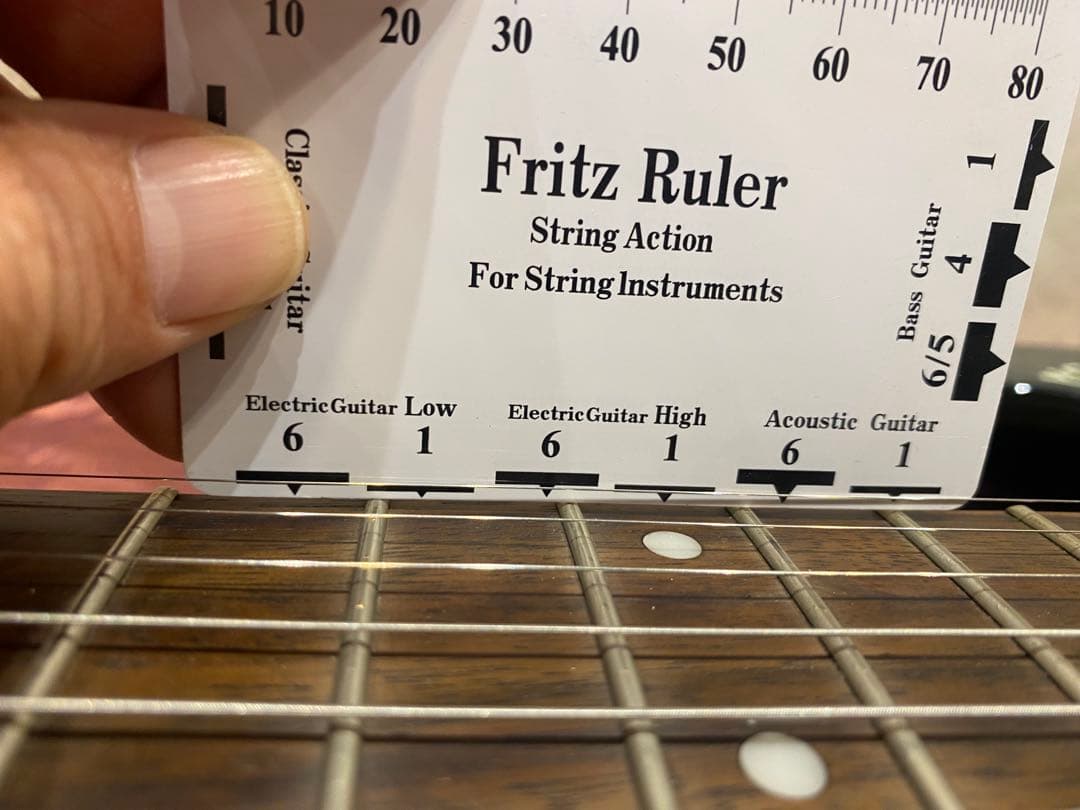 10 20 30 40 50 60 70 80
Fritz Ruler
String Action
For String Instruments
Bass Guitar
1
4
6/5
Electric Guitar Low
6 1
Electric Guitar High
6 1
Acoustic Guitar
6 1